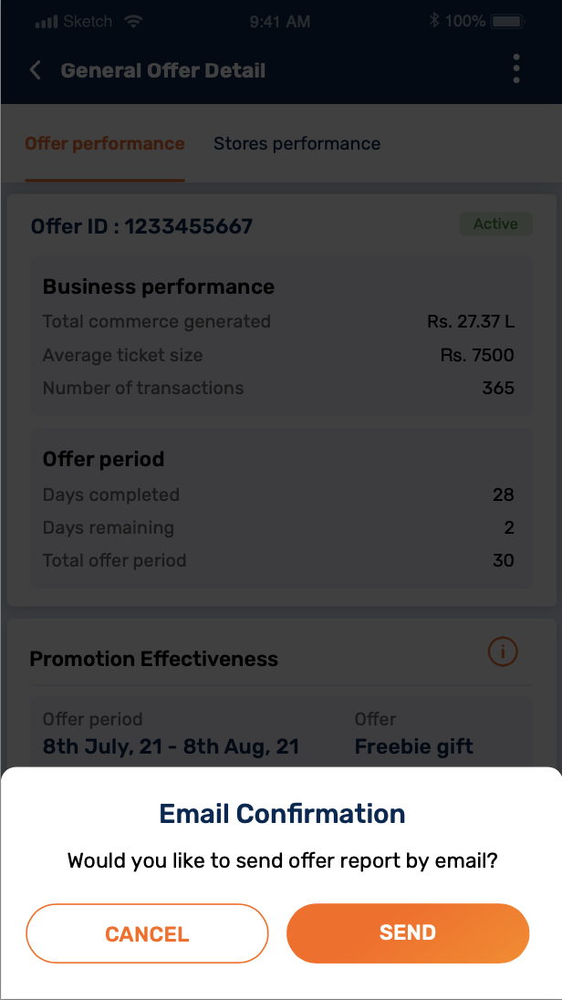 Sketch 9:41 AM 100%
General Offer Detail
Offer performance Stores performance
Offer ID : 1233455667 Active
Business performance
Total commerce generated Rs. 27.37 L
Average ticket size Rs. 7500
Number of transactions 365
Offer period
Days completed 28
Days remaining 2
Total offer period 30
Promotion Effectiveness i
Offer period Offer
8th July, 21 - 8th Aug, 21 Freebie gift
Email Confirmation
Would you like to send offer report by email?
CANCEL SEND